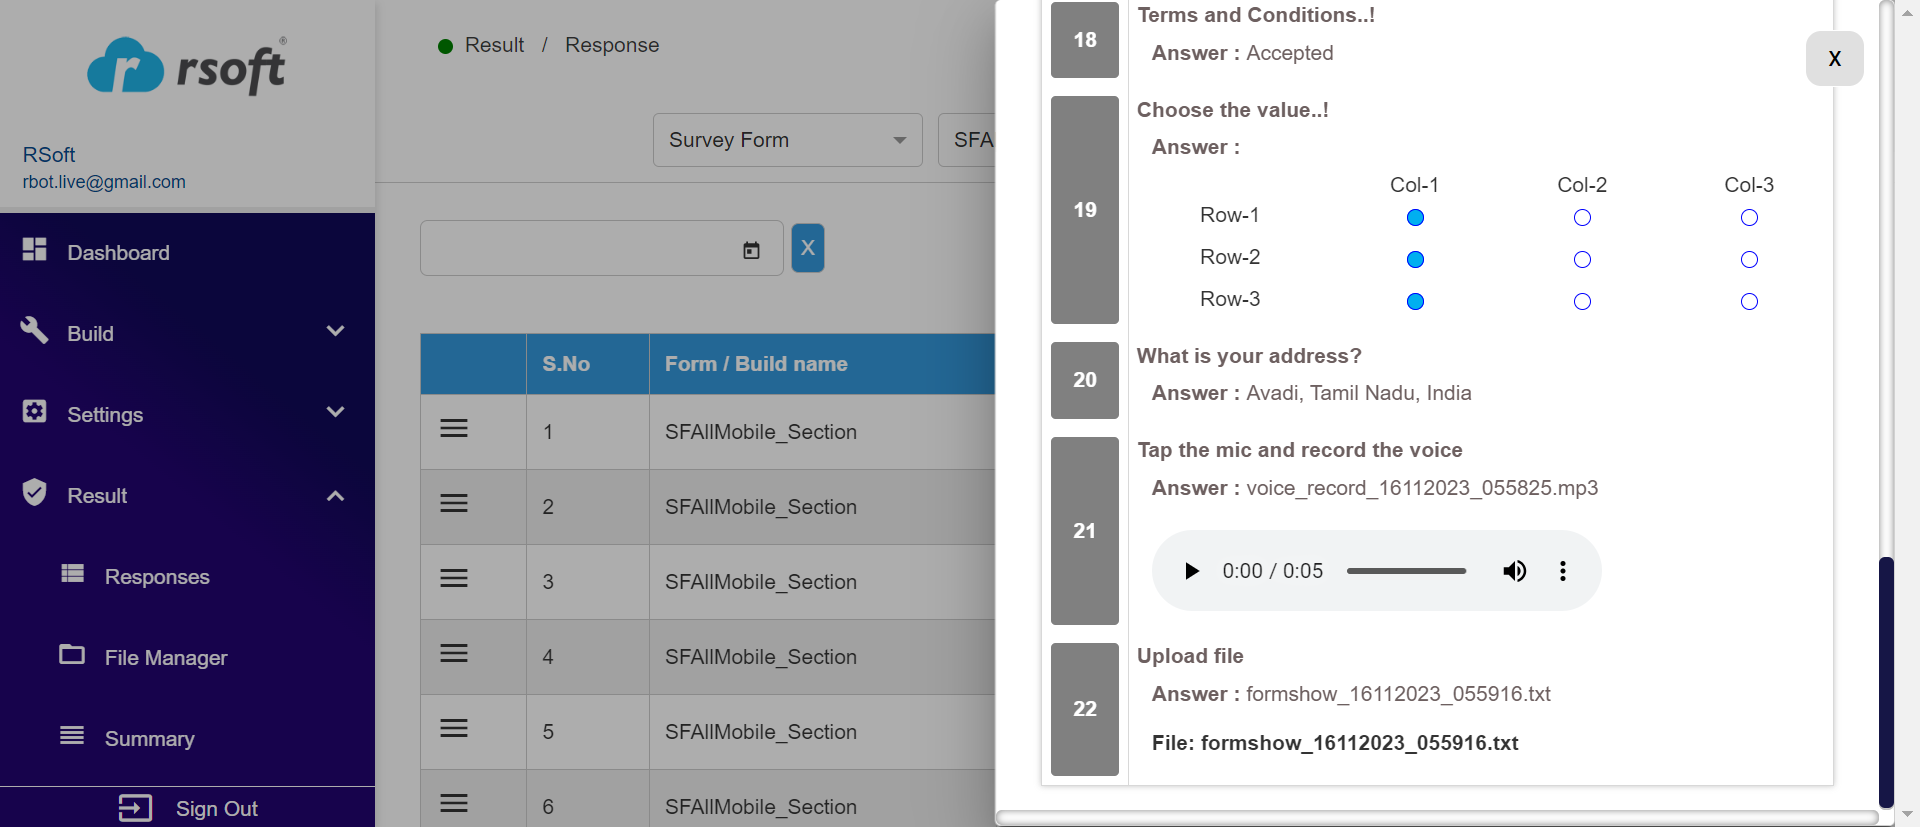 rsoft®
RSoft
rbot.live@gmail.com
Dashboard
Build
Settings
Result
Responses
File Manager
Summary
Sign Out
Result / Response
Survey Form
SFA
X
S.No
Form / Build name
1
SFAllMobile_Section
2
SFAllMobile_Section
3
SFAllMobile_Section
4
SFAllMobile_Section
5
SFAllMobile_Section
6
SFAllMobile_Section
X
18
Terms and Conditions..!
Answer : Accepted
19
Choose the value..!
Answer :
Col-1 Col-2 Col-3
Row-1
Row-2
Row-3
20
What is your address?
Answer : Avadi, Tamil Nadu, India
21
Tap the mic and record the voice
Answer : voice_record_16112023_055825.mp3
0:00 / 0:05
22
Upload file
Answer : formshow_16112023_055916.txt
File: formshow_16112023_055916.txt